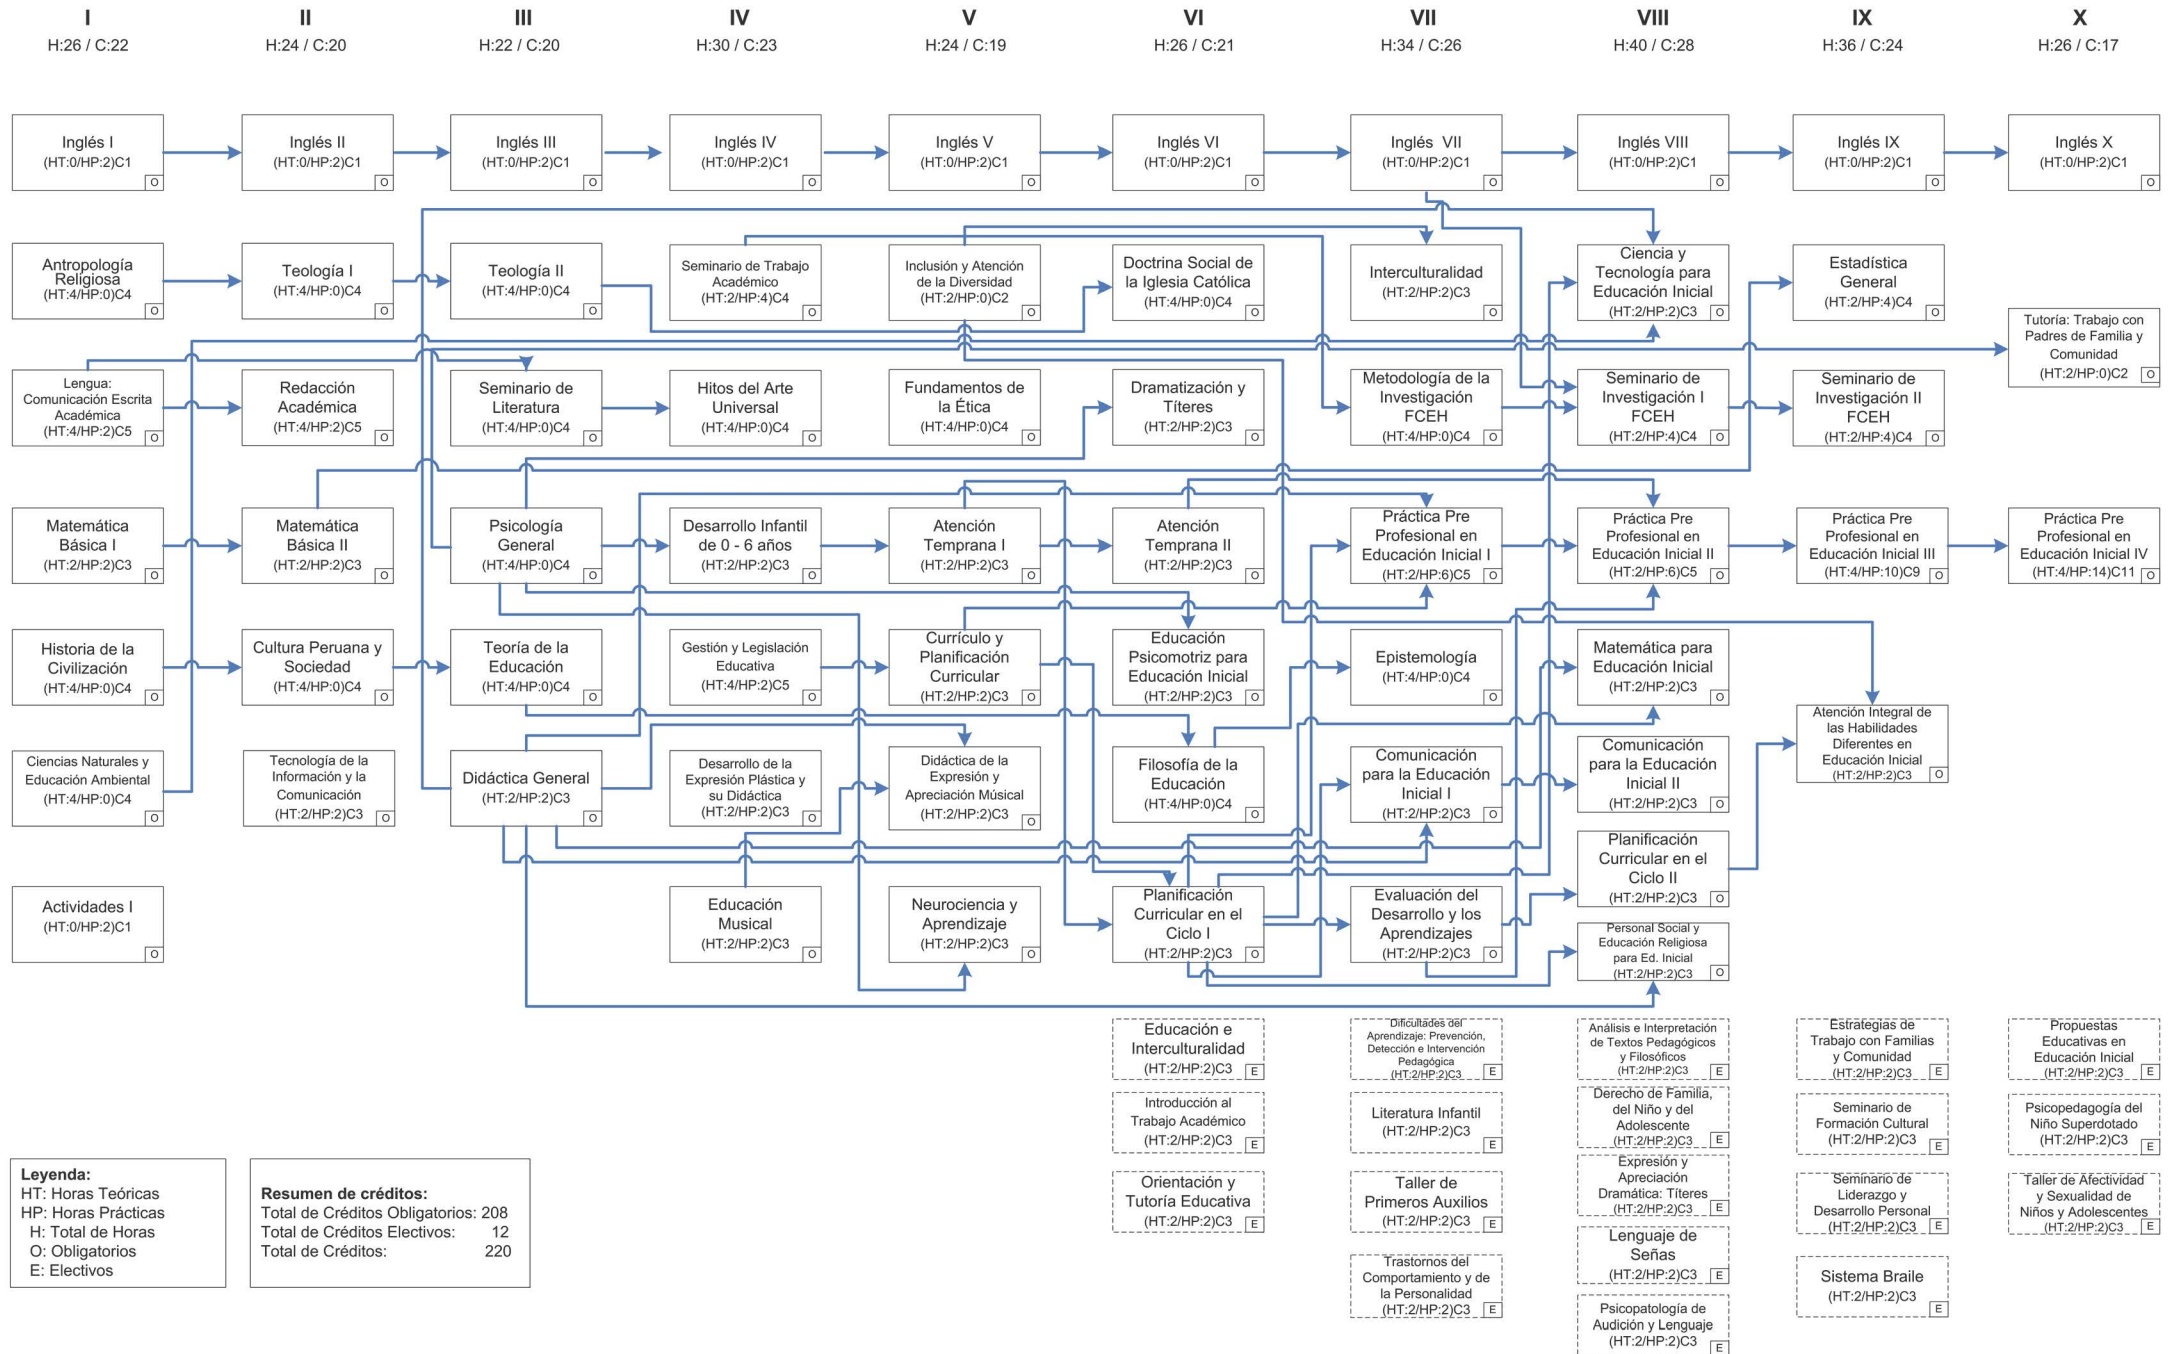 I
H:26 / C:22
II
H:24 / C:20
III
H:22 / C:20
IV
H:30 / C:23
V
H:24 / C:19
VI
H:26 / C:21
VII
H:34 / C:26
VIII
H:40 / C:28
IX
H:36 / C:24
X
H:26 / C:17
Inglés I
(HT:0/HP:2)C1
O
Inglés II
(HT:0/HP:2)C1
O
Inglés III
(HT:0/HP:2)C1
O
Inglés IV
(HT:0/HP:2)C1
O
Inglés V
(HT:0/HP:2)C1
O
Inglés VI
(HT:0/HP:2)C1
O
Inglés VII
(HT:0/HP:2)C1
O
Inglés VIII
(HT:0/HP:2)C1
O
Inglés IX
(HT:0/HP:2)C1
O
Inglés X
(HT:0/HP:2)C1
O
Antropología
Religiosa
(HT:4/HP:0)C4
O
Teología I
(HT:4/HP:0)C4
O
Teología II
(HT:4/HP:0)C4
O
Seminario de Trabajo
Académico
(HT:2/HP:4)C4
O
Inclusión y Atención
de la Diversidad
(HT:2/HP:0)C2
O
Doctrina Social de
la Iglesia Católica
(HT:4/HP:0)C4
O
Interculturalidad
(HT:2/HP:2)C3
O
Ciencia y
Tecnología para
Educación Inicial
(HT:2/HP:2)C3
O
Estadística
General
(HT:2/HP:4)C4
O
Tutoría: Trabajo con
Padres de Familia y
Comunidad
(HT:2/HP:0)C2
O
Lengua:
Comunicación Escrita
Académica
(HT:4/HP:2)C5
O
Redacción
Académica
(HT:4/HP:2)C5
O
Seminario de
Literatura
(HT:4/HP:0)C4
O
Hitos del Arte
Universal
(HT:4/HP:0)C4
O
Fundamentos de
la Ética
(HT:4/HP:0)C4
O
Dramatización y
Títeres
(HT:2/HP:2)C3
O
Metodología de la
Investigación
FCEH
(HT:4/HP:0)C4
O
Seminario de
Investigación I
FCEH
(HT:2/HP:4)C4
O
Seminario de
Investigación II
FCEH
(HT:2/HP:4)C4
O
Matemática
Básica I
(HT:2/HP:2)C3
O
Matemática
Básica II
(HT:2/HP:2)C3
O
Psicología
General
(HT:4/HP:0)C4
O
Desarrollo Infantil
de 0 - 6 años
(HT:2/HP:2)C3
O
Atención
Temprana I
(HT:2/HP:2)C3
O
Atención
Temprana II
(HT:2/HP:2)C3
O
Práctica Pre
Profesional en
Educación Inicial I
(HT:2/HP:6)C5
O
Práctica Pre
Profesional en
Educación Inicial II
(HT:2/HP:6)C5
O
Práctica Pre
Profesional en
Educación Inicial III
(HT:4/HP:10)C9
O
Práctica Pre
Profesional en
Educación Inicial IV
(HT:4/HP:14)C11
O
Historia de la
Civilización
(HT:4/HP:0)C4
O
Cultura Peruana y
Sociedad
(HT:4/HP:0)C4
O
Teoría de la
Educación
(HT:4/HP:0)C4
O
Gestión y Legislación
Educativa
(HT:4/HP:2)C5
O
Currículo y
Planificación
Curricular
(HT:2/HP:2)C3
O
Educación
Psicomotriz para
Educación Inicial
(HT:2/HP:2)C3
O
Epistemología
(HT:4/HP:0)C4
O
Matemática para
Educación Inicial
(HT:2/HP:2)C3
O
Atención Integral de
las Habilidades
Diferentes en
Educación Inicial
(HT:2/HP:2)C3
O
Ciencias Naturales y
Educación Ambiental
(HT:4/HP:0)C4
O
Tecnología de la
Información y la
Comunicación
(HT:2/HP:2)C3
O
Didáctica General
(HT:2/HP:2)C3
O
Desarrollo de la
Expresión Plástica y
su Didáctica
(HT:2/HP:2)C3
O
Didáctica de la
Expresión y
Apreciación Músical
(HT:2/HP:2)C3
O
Filosofía de la
Educación
(HT:4/HP:0)C4
O
Comunicación
para la Educación
Inicial I
(HT:2/HP:2)C3
O
Comunicación
para la Educación
Inicial II
(HT:2/HP:2)C3
O
Planificación
Curricular en el
Ciclo II
(HT:2/HP:2)C3
O
Actividades I
(HT:0/HP:2)C1
O
Educación
Musical
(HT:2/HP:2)C3
O
Neurociencia y
Aprendizaje
(HT:2/HP:2)C3
O
Planificación
Curricular en el
Ciclo I
(HT:2/HP:2)C3
O
Evaluación del
Desarrollo y los
Aprendizajes
(HT:2/HP:2)C3
O
Personal Social y
Educación Religiosa
para Ed. Inicial
(HT:2/HP:2)C3
O
Educación e
Interculturalidad
(HT:2/HP:2)C3
E
Dificultades del
Aprendizaje: Prevención,
Detección e Intervención
Pedagógica
(HT:2/HP:2)C3
E
Análisis e Interpretación
de Textos Pedagógicos
y Filosóficos
(HT:2/HP:2)C3
E
Estrategias de
Trabajo con Familias
y Comunidad
(HT:2/HP:2)C3
E
Propuestas
Educativas en
Educación Inicial
(HT:2/HP:2)C3
E
Introducción al
Trabajo Académico
(HT:2/HP:2)C3
E
Literatura Infantil
(HT:2/HP:2)C3
E
Derecho de Familia,
del Niño y del
Adolescente
(HT:2/HP:2)C3
E
Seminario de
Formación Cultural
(HT:2/HP:2)C3
E
Psicopedagogía del
Niño Superdotado
(HT:2/HP:2)C3
E
Orientación y
Tutoría Educativa
(HT:2/HP:2)C3
E
Taller de
Primeros Auxilios
(HT:2/HP:2)C3
E
Expresión y
Apreciación
Dramática: Títeres
(HT:2/HP:2)C3
E
Seminario de
Liderazgo y
Desarrollo Personal
(HT:2/HP:2)C3
E
Taller de Afectividad
y Sexualidad de
Niños y Adolescentes
(HT:2/HP:2)C3
E
Trastornos del
Comportamiento y de
la Personalidad
(HT:2/HP:2)C3
E
Lenguaje de
Señas
(HT:2/HP:2)C3
E
Sistema Braile
(HT:2/HP:2)C3
E
Psicopatología de
Audición y Lenguaje
(HT:2/HP:2)C3
E
Leyenda:
HT: Horas Teóricas
HP: Horas Prácticas
H: Total de Horas
O: Obligatorios
E: Electivos
Resumen de créditos:
Total de Créditos Obligatorios: 208
Total de Créditos Electivos: 12
Total de Créditos: 220